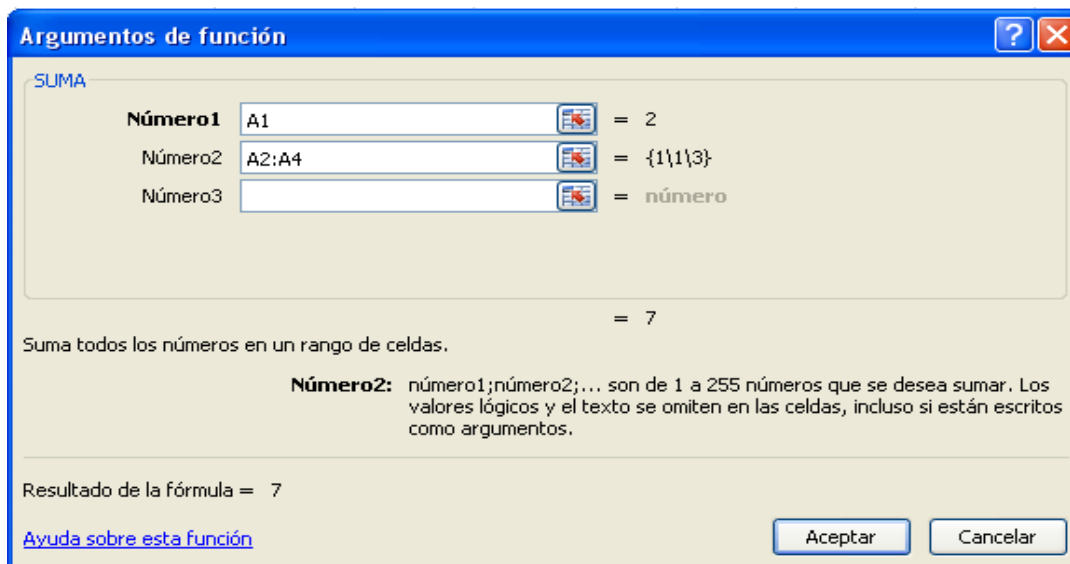 Argumentos de función
SUMA
Número1 A1 = 2
Número2 A2:A4 = {1\1\3}
Número3 = número
= 7
Suma todos los números en un rango de celdas.
Número2: número1;número2;... son de 1 a 255 números que se desea sumar. Los
valores lógicos y el texto se omiten en las celdas, incluso si están escritos
como argumentos.
Resultado de la fórmula = 7
Ayuda sobre esta función
Aceptar Cancelar